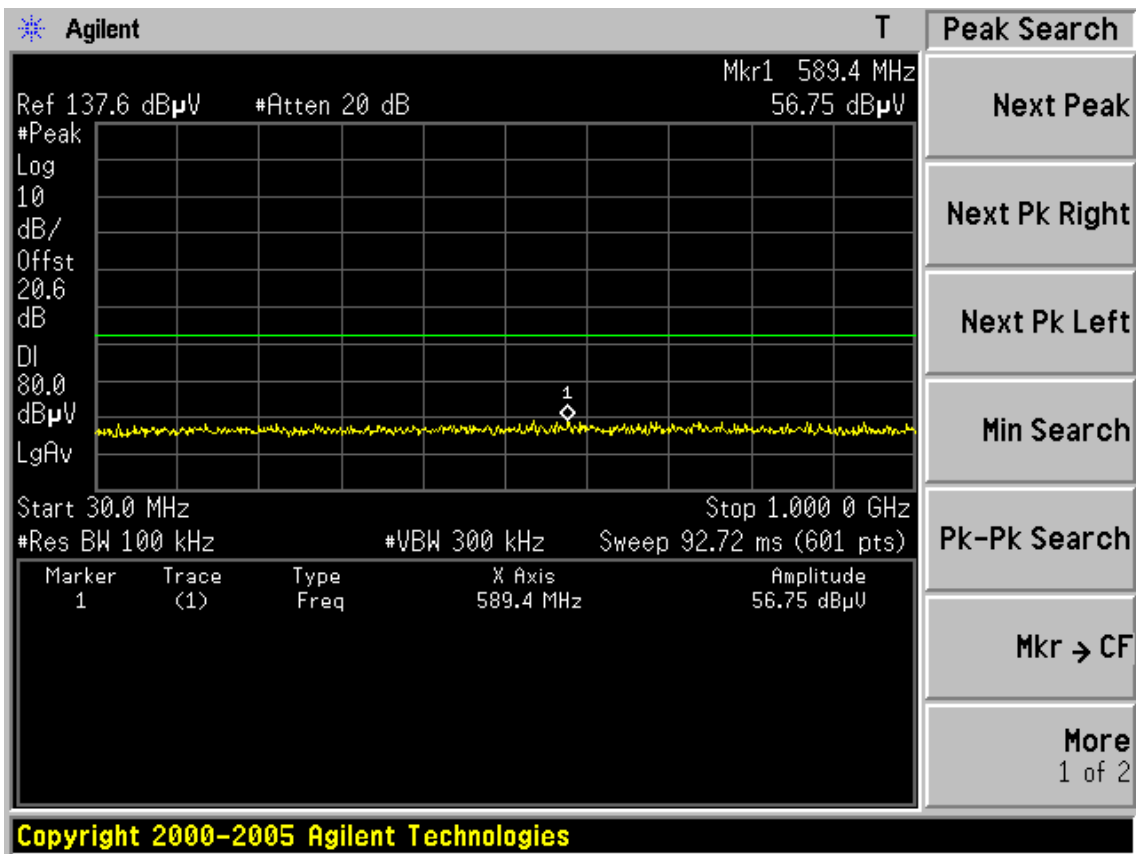 Agilent T
Mkr1 589.4 MHz
Ref 137.6 dBµV #Atten 20 dB 56.75 dBµV
#Peak
Log
10
dB/
Offst
20.6
dB
DI
80.0
dBµV
LgAv
1
Start 30.0 MHz Stop 1.000 0 GHz
#Res BW 100 kHz #VBW 300 kHz Sweep 92.72 ms (601 pts)
Marker Trace Type X Axis Amplitude
1 (1) Freq 589.4 MHz 56.75 dBµV
Peak Search
Next Peak
Next Pk Right
Next Pk Left
Min Search
Pk-Pk Search
Mkr → CF
More
1 of 2
Copyright 2000-2005 Agilent Technologies